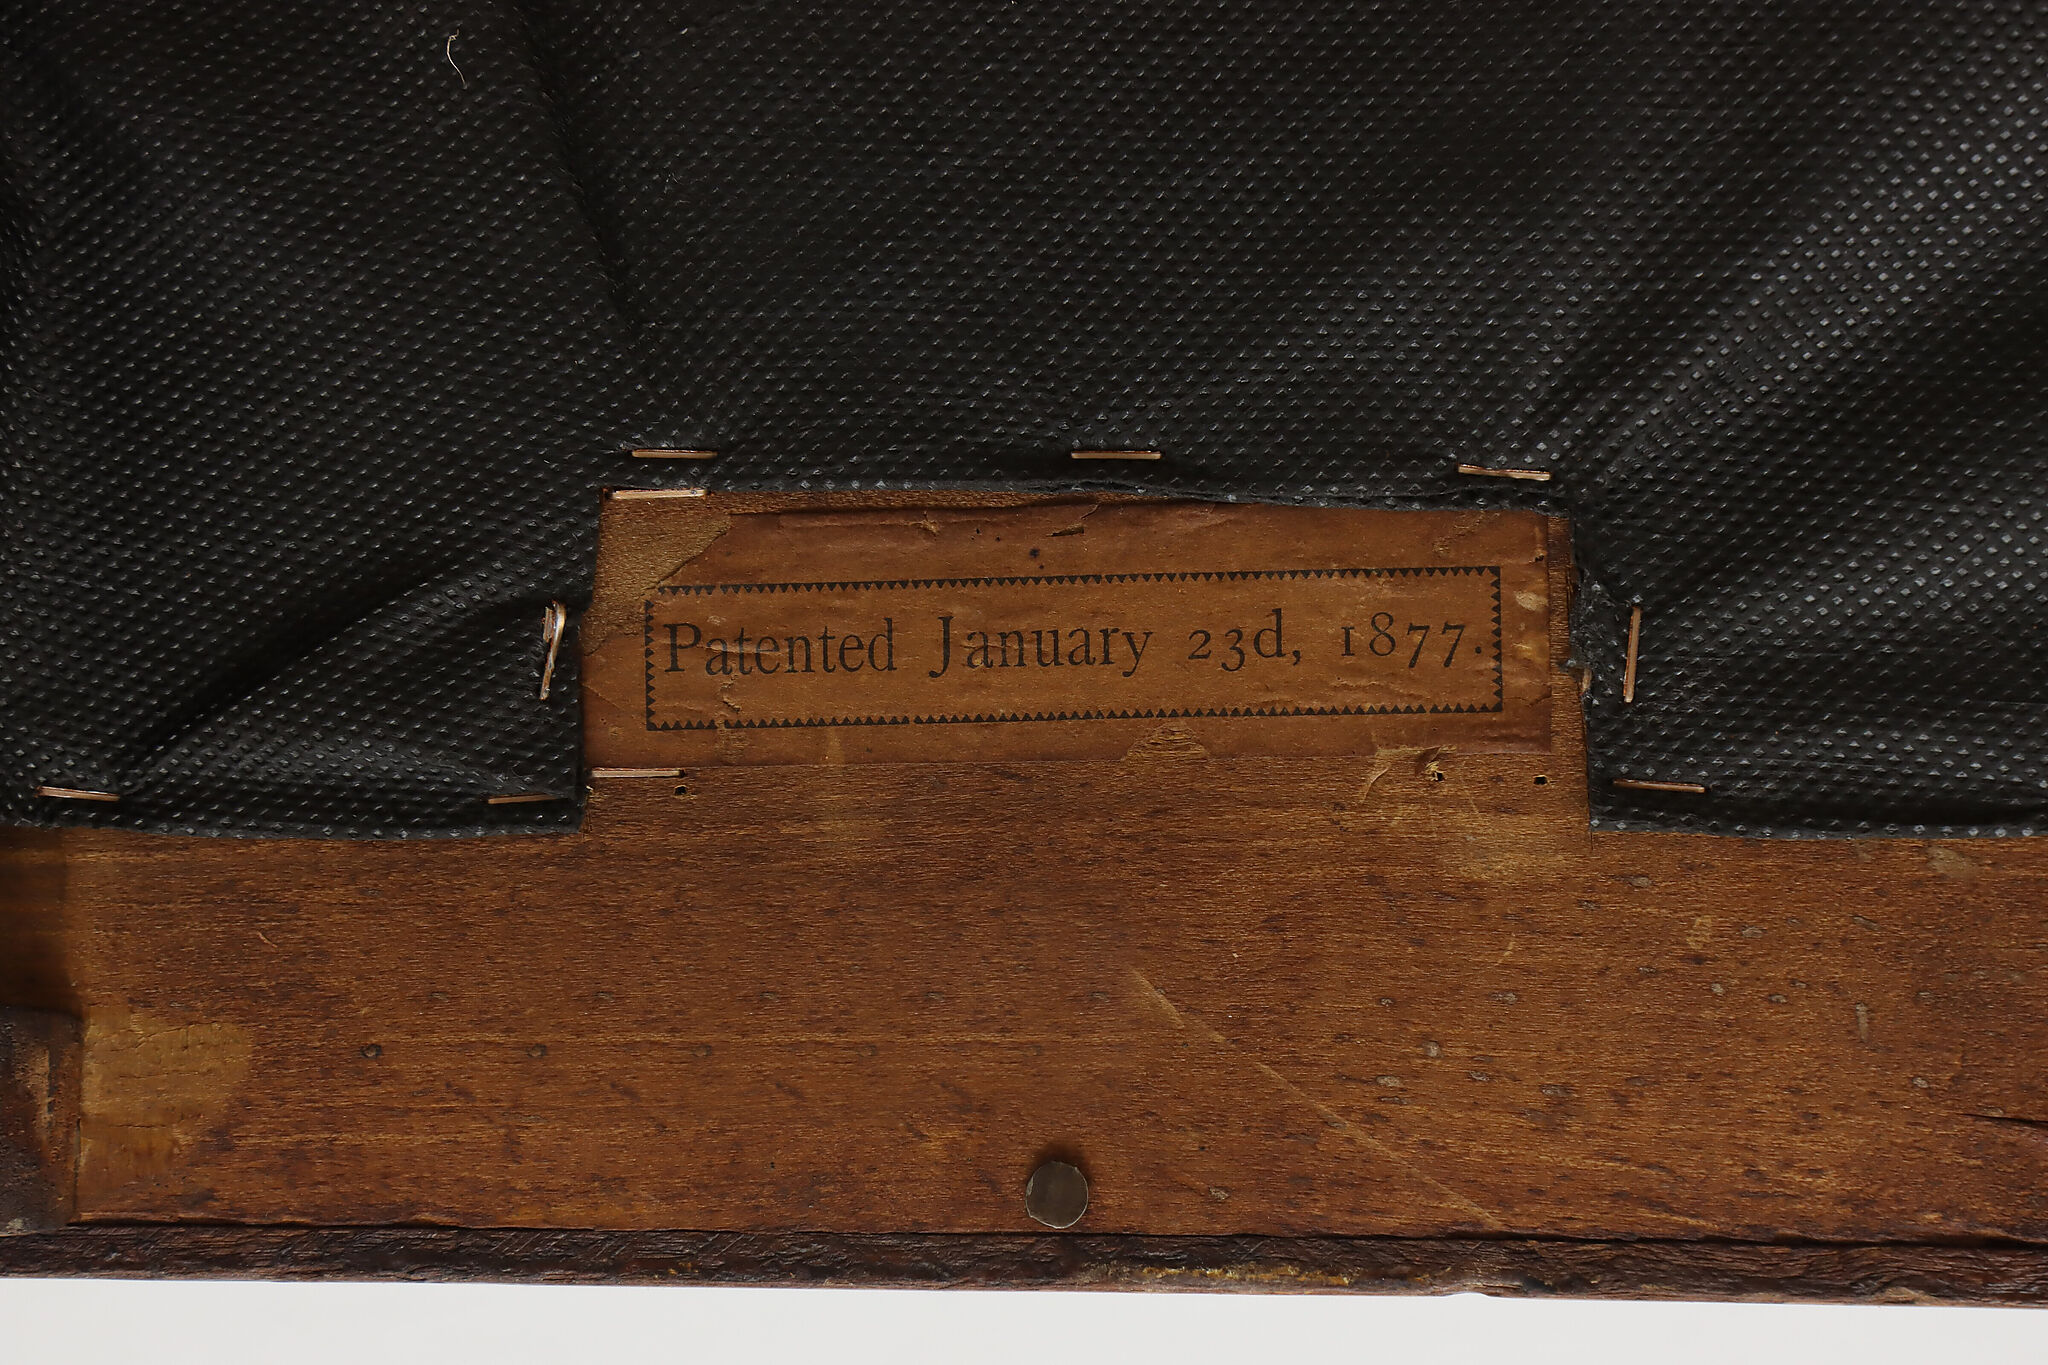 Patented January 23d, 1877.